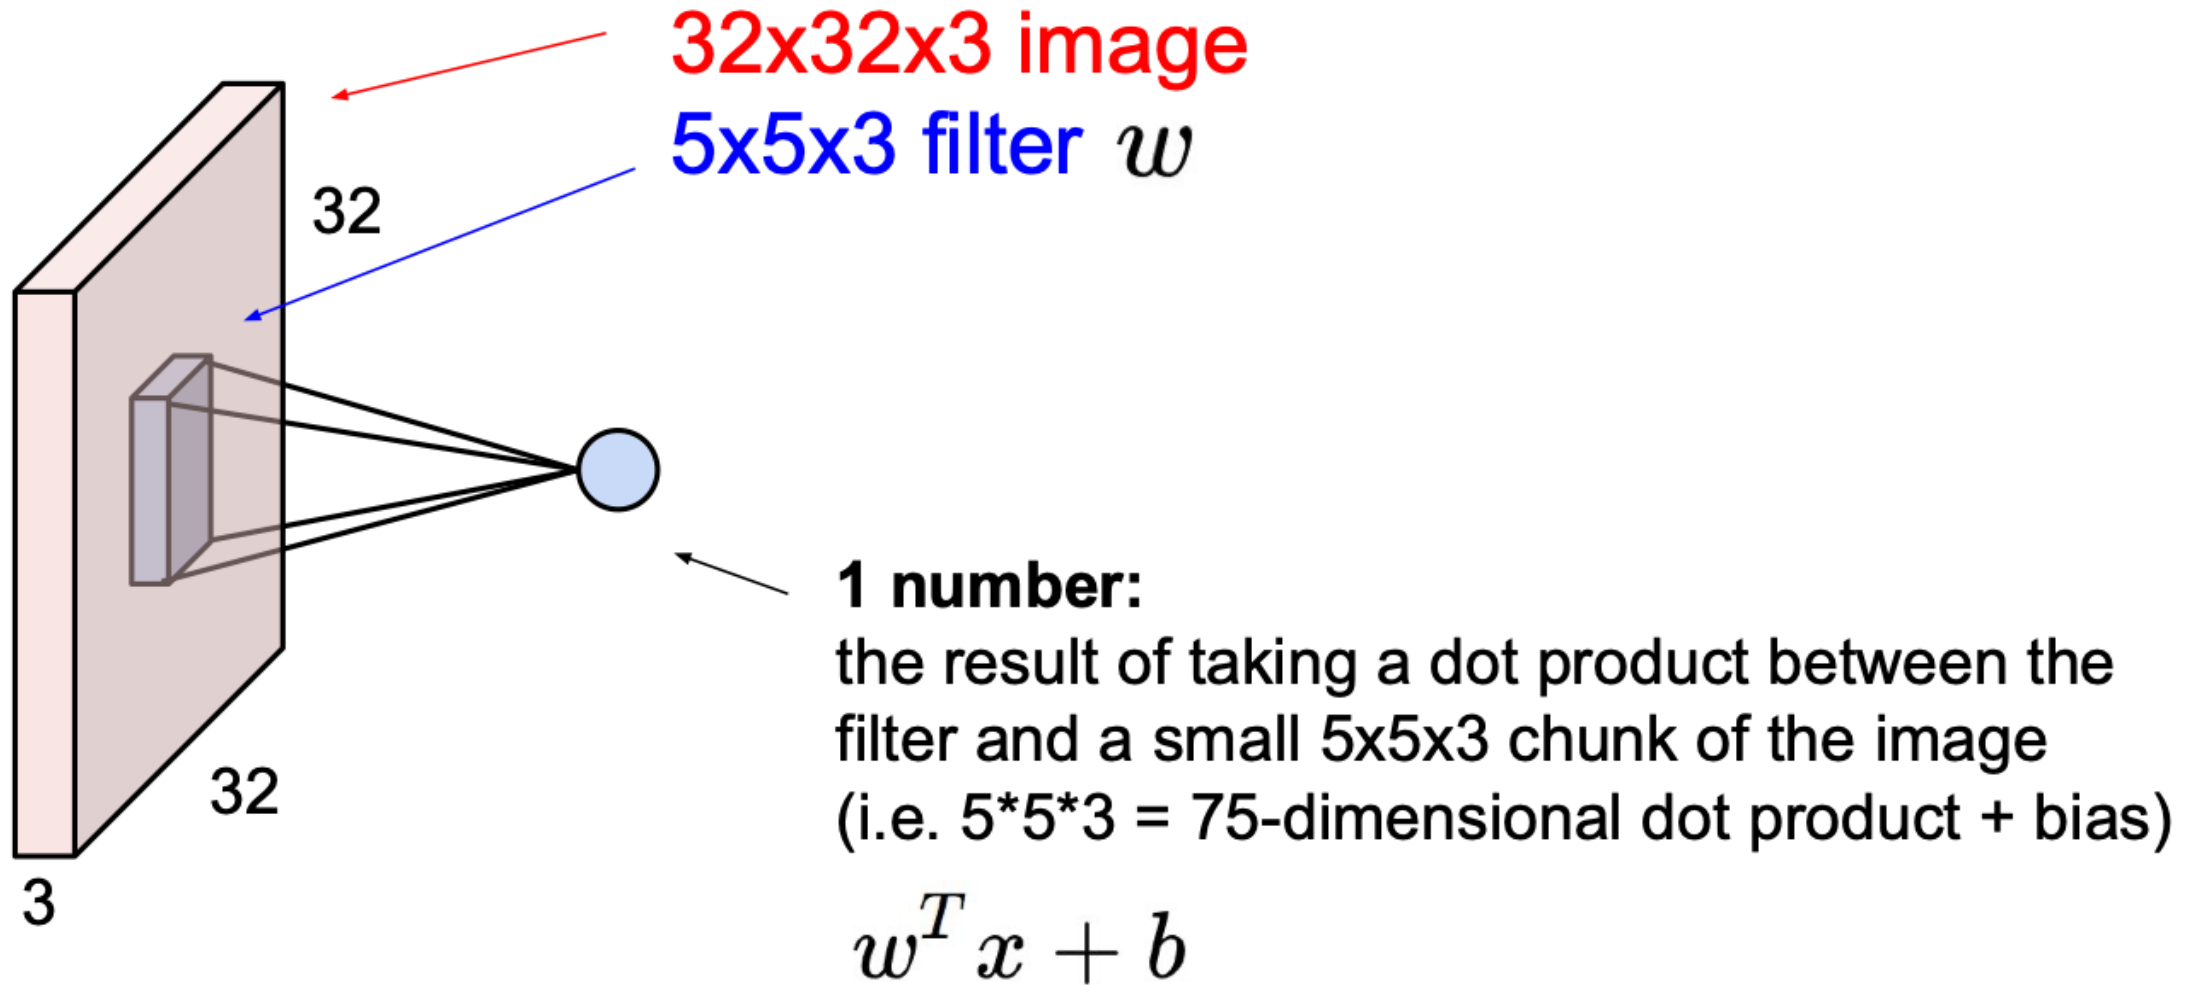 32x32x3 image
5x5x3 filter w
32
32
3
1 number:
the result of taking a dot product between the
filter and a small 5x5x3 chunk of the image
(i.e. 5*5*3 = 75-dimensional dot product + bias)
w^T x + b